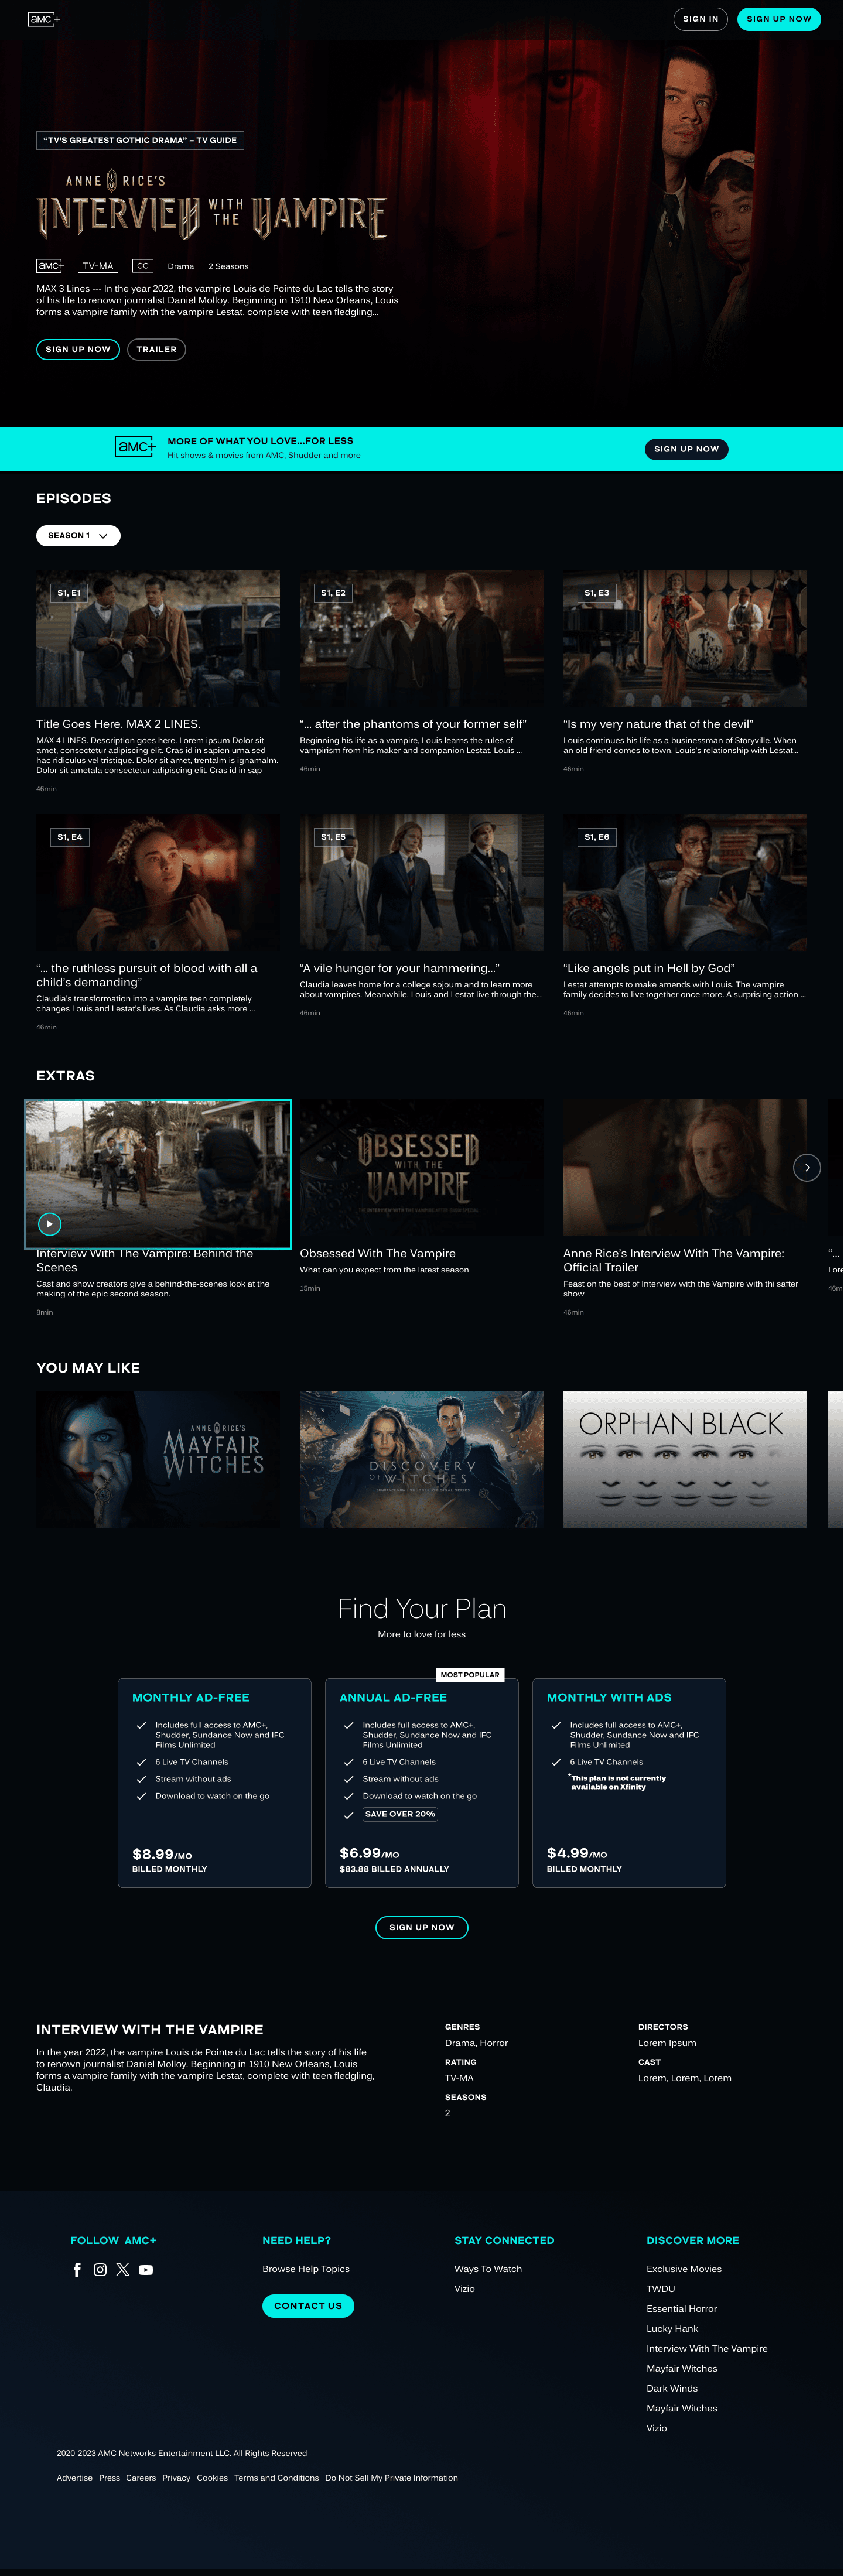 aMC+
SIGN IN
SIGN UP NOW
“TV'S GREATEST GOTHIC DRAMA” – TV GUIDE
ANNE RICE'S
INTERVIEW WITH THE VAMPIRE
aMC+ TV-MA CC Drama 2 Seasons
MAX 3 Lines --- In the year 2022, the vampire Louis de Pointe du Lac tells the story
of his life to renown journalist Daniel Molloy. Beginning in 1910 New Orleans, Louis
forms a vampire family with the vampire Lestat, complete with teen fledgling...
SIGN UP NOW
TRAILER
aMC+
MORE OF WHAT YOU LOVE...FOR LESS
Hit shows & movies from AMC, Shudder and more
SIGN UP NOW
EPISODES
SEASON 1
S1, E1
Title Goes Here. MAX 2 LINES.
MAX 4 LINES. Description goes here. Lorem ipsum Dolor sit
amet, consectetur adipiscing elit. Cras id in sapien urna sed
hac ridiculus vel tristique. Dolor sit amet, trentalm is ignamalm.
Dolor sit ametala consectetur adipiscing elit. Cras id in sap
46min
S1, E2
“... after the phantoms of your former self”
Beginning his life as a vampire, Louis learns the rules of
vampirism from his maker and companion Lestat. Louis ...
46min
S1, E3
“Is my very nature that of the devil”
Louis continues his life as a businessman of Storyville. When
an old friend comes to town, Louis's relationship with Lestat...
46min
S1, E4
“... the ruthless pursuit of blood with all a
child's demanding”
Claudia's transformation into a vampire teen completely
changes Louis and Lestat's lives. As Claudia asks more ...
46min
S1, E5
“A vile hunger for your hammering...”
Claudia leaves home for a college sojourn and to learn more
about vampires. Meanwhile, Louis and Lestat live through the...
46min
S1, E6
“Like angels put in Hell by God”
Lestat attempts to make amends with Louis. The vampire
family decides to live together once more. A surprising action ...
46min
EXTRAS
Interview With The Vampire: Behind the
Scenes
Cast and show creators give a behind-the-scenes look at the
making of the epic second season.
8min
OBSESSED
WITH THE
VAMPIRE
Obsessed With The Vampire
What can you expect from the latest season
15min
Anne Rice's Interview With The Vampire:
Official Trailer
Feast on the best of Interview with the Vampire with thi safter
show
46min
“...
Lore
46m
YOU MAY LIKE
ANNE RICE'S
MAYFAIR
WITCHES
A
DISCOVERY
OF WITCHES
ORPHAN BLACK
Find Your Plan
More to love for less
MONTHLY AD-FREE
Includes full access to AMC+,
Shudder, Sundance Now and IFC
Films Unlimited
6 Live TV Channels
Stream without ads
Download to watch on the go
$8.99/MO
BILLED MONTHLY
MOST POPULAR
ANNUAL AD-FREE
Includes full access to AMC+,
Shudder, Sundance Now and IFC
Films Unlimited
6 Live TV Channels
Stream without ads
Download to watch on the go
SAVE OVER 20%
$6.99/MO
$83.88 BILLED ANNUALLY
MONTHLY WITH ADS
Includes full access to AMC+,
Shudder, Sundance Now and IFC
Films Unlimited
6 Live TV Channels
*This plan is not currently
available on Xfinity
$4.99/MO
BILLED MONTHLY
SIGN UP NOW
INTERVIEW WITH THE VAMPIRE
In the year 2022, the vampire Louis de Pointe du Lac tells the story of his life
to renown journalist Daniel Molloy. Beginning in 1910 New Orleans, Louis
forms a vampire family with the vampire Lestat, complete with teen fledgling,
Claudia.
GENRES
Drama, Horror
RATING
TV-MA
SEASONS
2
DIRECTORS
Lorem Ipsum
CAST
Lorem, Lorem, Lorem
FOLLOW AMC+
NEED HELP?
Browse Help Topics
CONTACT US
STAY CONNECTED
Ways To Watch
Vizio
DISCOVER MORE
Exclusive Movies
TWDU
Essential Horror
Lucky Hank
Interview With The Vampire
Mayfair Witches
Dark Winds
Mayfair Witches
Vizio
2020-2023 AMC Networks Entertainment LLC. All Rights Reserved
Advertise Press Careers Privacy Cookies Terms and Conditions Do Not Sell My Private Information